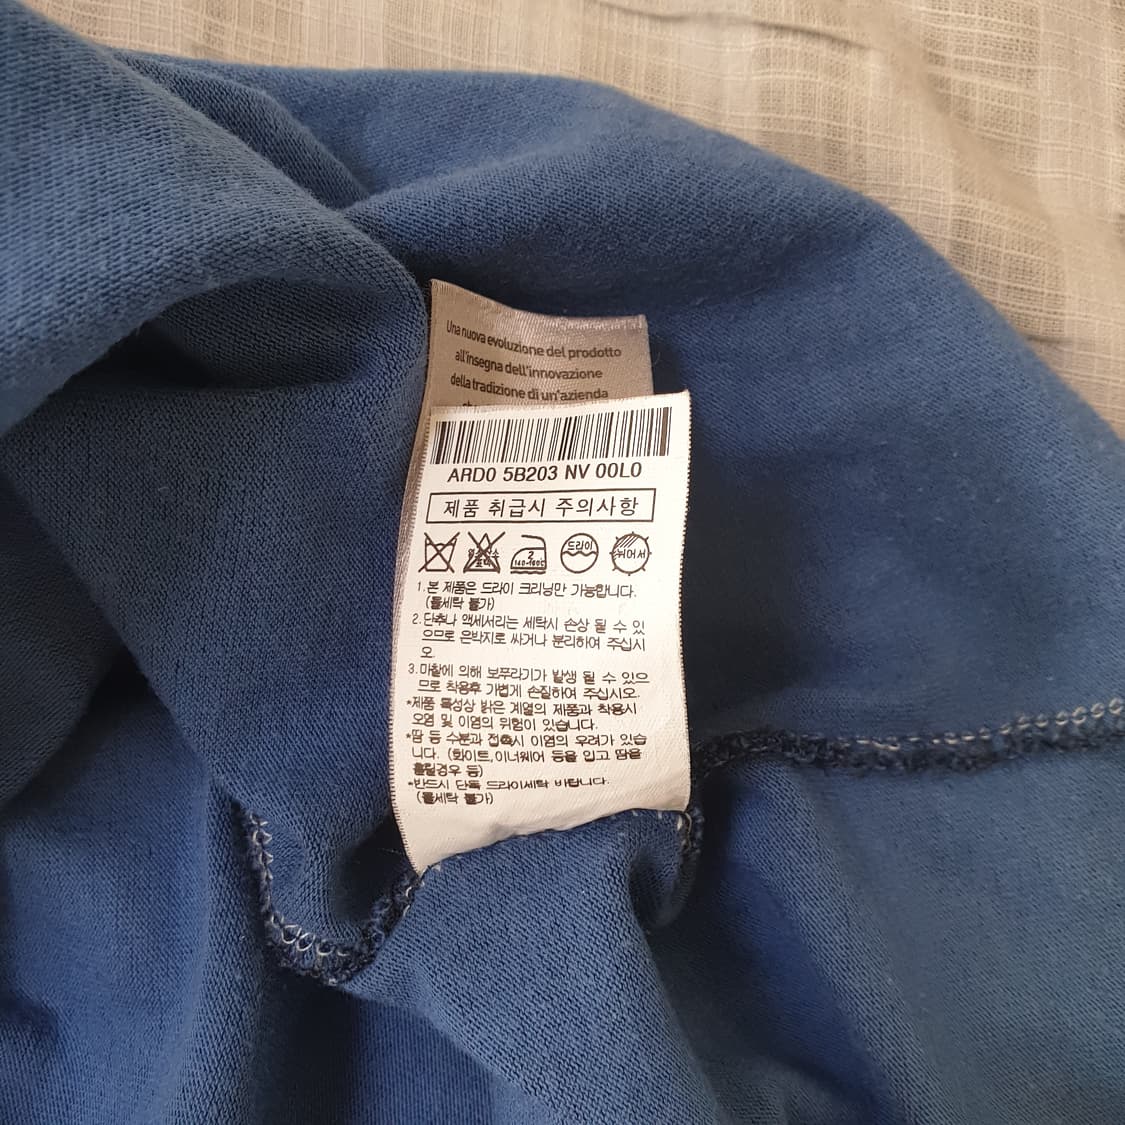 Una nuova evoluzione del prodotto
all'insegna dell'innovazione
della tradizione di un'azienda
ARD0 5B203 NV 00L0
제품 취급시 주의사항
드라이
2
140-160℃
뉘어서
1. 본 제품은 드라이 크리닝만 가능합니다.
(물세탁 불가)
2. 단추나 액세서리는 세탁시 손상 될 수 있
으므로 은박지로 싸거나 분리하여 주십시
오.
3. 마찰에 의해 보푸라기가 발생 될 수 있으
므로 착용후 가볍게 손질하여 주십시오.
*제품 특성상 밝은 계열의 제품과 착용시
오염 및 이염의 위험이 있습니다.
*땀 등 수분과 접촉시 이염의 우려가 있습
니다. (화이트,이너웨어 등을 입고 땀을
흘릴경우 등)
*반드시 단독 드라이세탁 바랍니다.
(물세탁 불가)